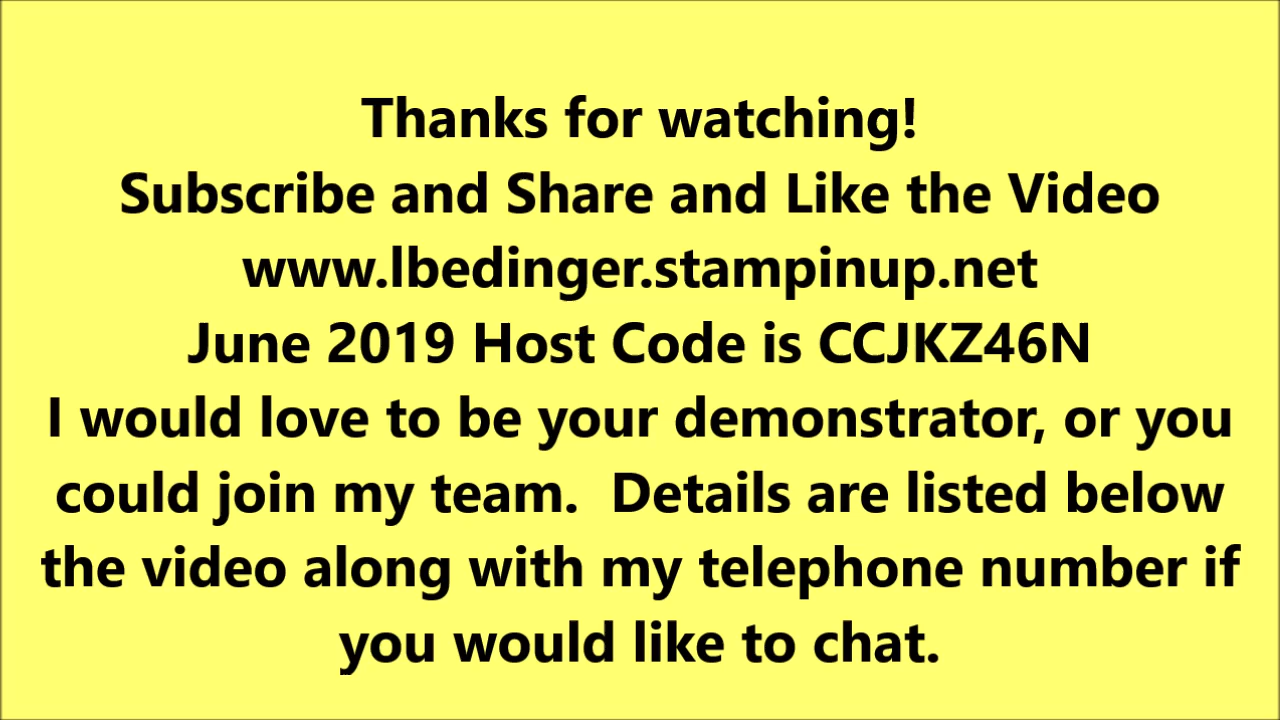 Thanks for watching!
Subscribe and Share and Like the Video
www.lbedinger.stampinup.net
June 2019 Host Code is CCJKZ46N
I would love to be your demonstrator, or you
could join my team.  Details are listed below
the video along with my telephone number if
you would like to chat.